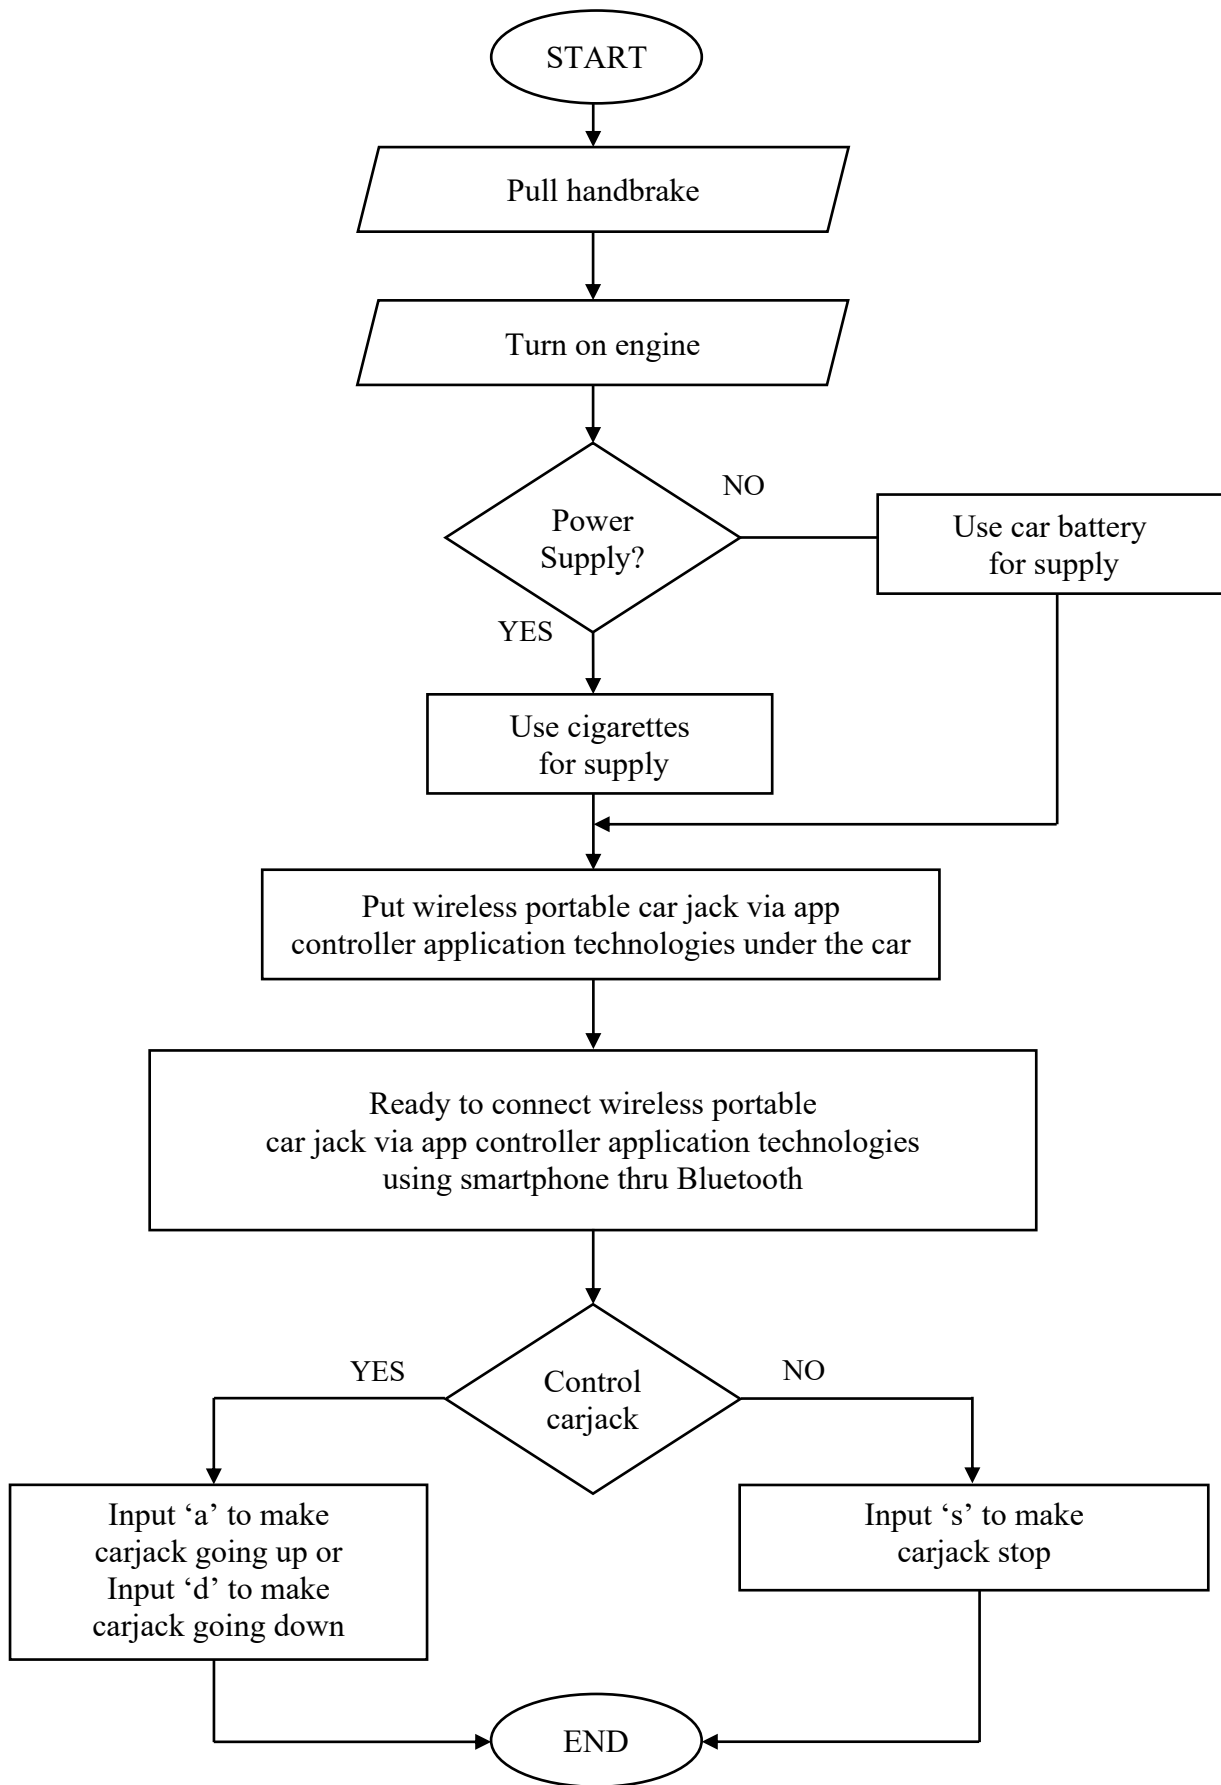 START
Pull handbrake
Turn on engine
Power
Supply?
NO
Use car battery
for supply
YES
Use cigarettes
for supply
Put wireless portable car jack via app
controller application technologies under the car
Ready to connect wireless portable
car jack via app controller application technologies
using smartphone thru Bluetooth
YES
Control
carjack
NO
Input ‘a’ to make
carjack going up or
Input ‘d’ to make
carjack going down
Input ‘s’ to make
carjack stop
END